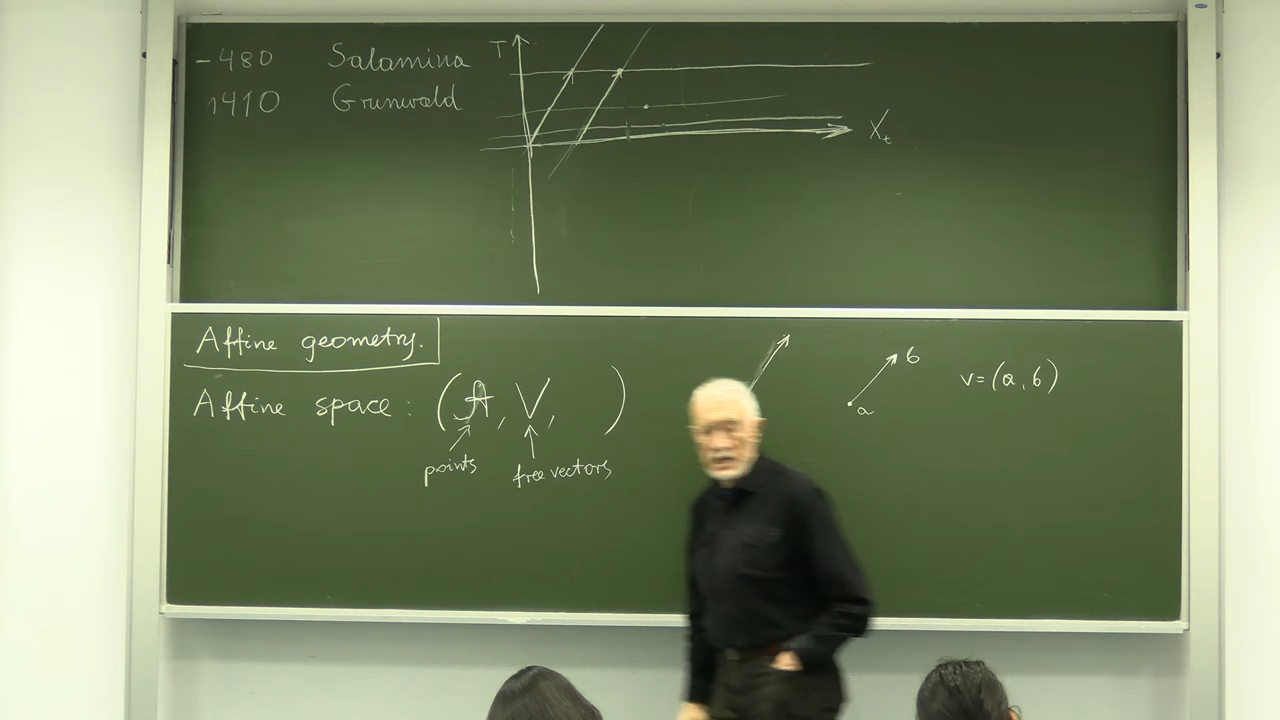 -480 Salamina
1410 Grunwald
T
X_t
Affine geometry.
Affine space: (A, V, )
points
free vectors
a
b
v=(a,b)